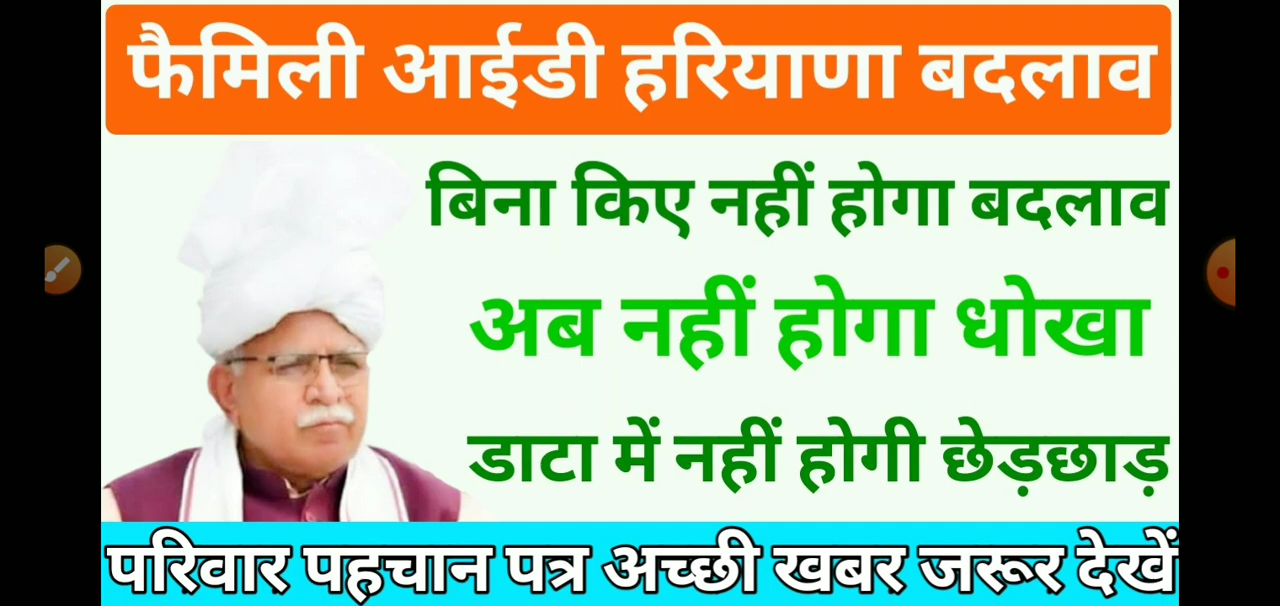 फैमिली आईडी हरियाणा बदलाव
बिना किए नहीं होगा बदलाव
अब नहीं होगा धोखा
डाटा में नहीं होगी छेड़छाड़
परिवार पहचान पत्र अच्छी खबर जरूर देखें